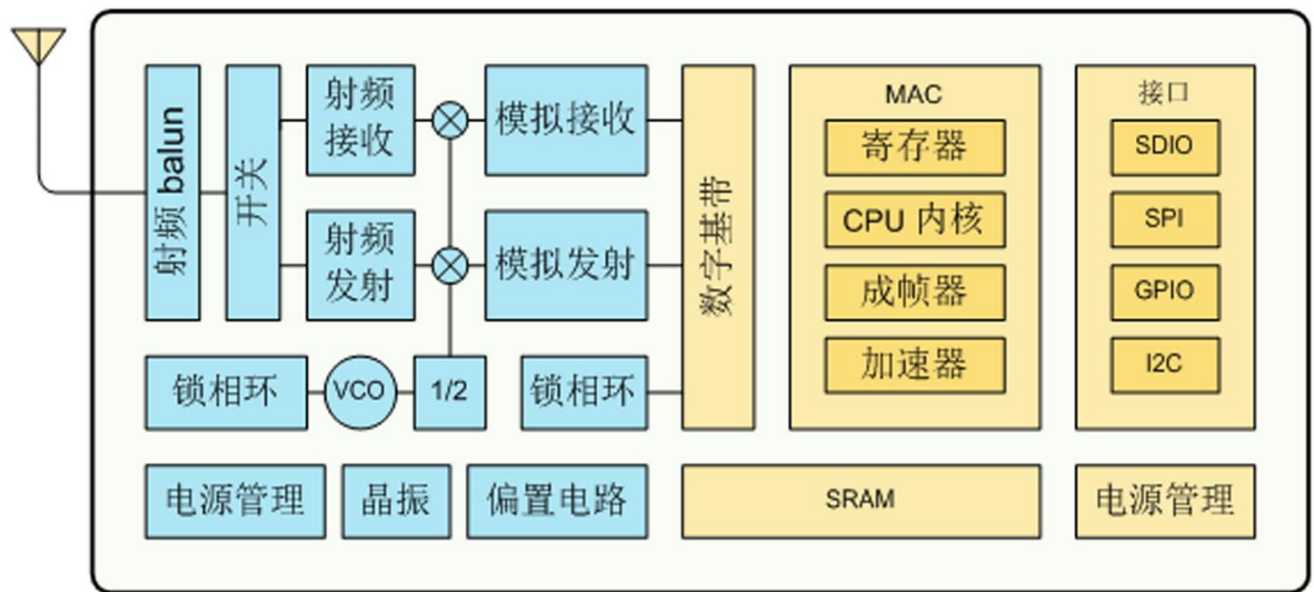 射频 balun
开关
射频
接收
模拟接收
射频
发射
模拟发射
锁相环
VCO
1/2
锁相环
数字基带
MAC
寄存器
CPU 内核
成帧器
加速器
接口
SDIO
SPI
GPIO
I2C
电源管理
晶振
偏置电路
SRAM
电源管理